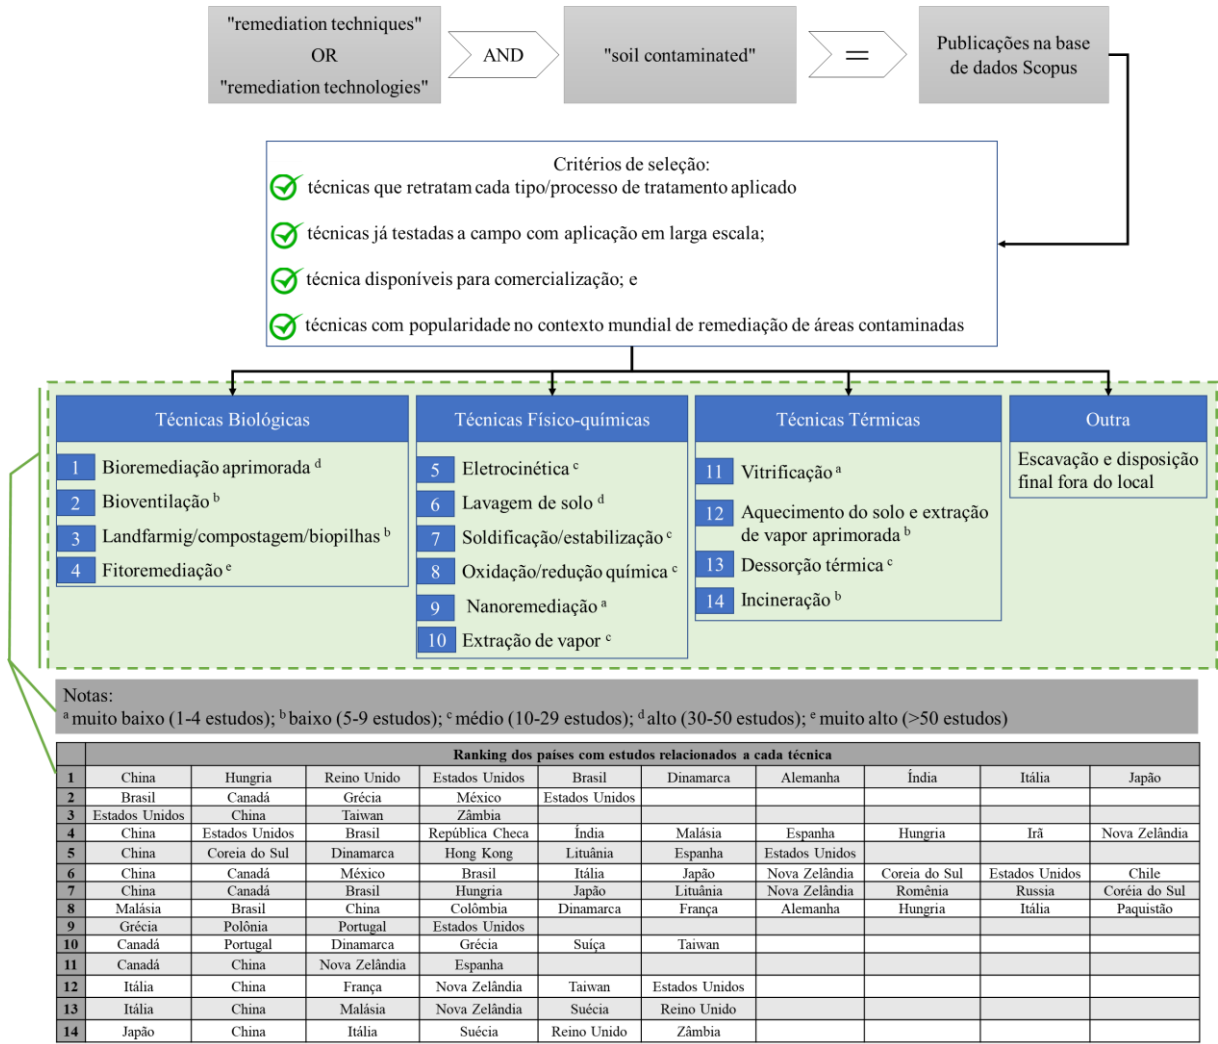 "remediation techniques"
OR
"remediation technologies"
AND
"soil contaminated"
=
Publicações na base
de dados Scopus
Critérios de seleção:
técnicas que retratam cada tipo/processo de tratamento aplicado
técnicas já testadas a campo com aplicação em larga escala;
técnica disponíveis para comercialização; e
técnicas com popularidade no contexto mundial de remediação de áreas contaminadas
Técnicas Biológicas
1 Bioremediação aprimorada d
2 Bioventilação b
3 Landfarmig/compostagem/biopilhas b
4 Fitoremediação e
Técnicas Físico-químicas
5 Eletrocinética c
6 Lavagem de solo d
7 Soldificação/estabilização c
8 Oxidação/redução química c
9 Nanoremediação a
10 Extração de vapor c
Técnicas Térmicas
11 Vitrificação a
12 Aquecimento do solo e extração
de vapor aprimorada b
13 Dessorção térmica c
14 Incineração b
Outra
Escavação e disposição
final fora do local
Notas:
a muito baixo (1-4 estudos); b baixo (5-9 estudos); c médio (10-29 estudos); d alto (30-50 estudos); e muito alto (>50 estudos)
Ranking dos países com estudos relacionados a cada técnica
1 China Hungria Reino Unido Estados Unidos Brasil Dinamarca Alemanha Índia Itália Japão
2 Brasil Canadá Grécia México Estados Unidos
3 Estados Unidos China Taiwan Zâmbia
4 China Estados Unidos Brasil República Checa Índia Malásia Espanha Hungria Irã Nova Zelândia
5 China Coreia do Sul Dinamarca Hong Kong Lituânia Espanha Estados Unidos
6 China Canadá México Brasil Itália Japão Nova Zelândia Coreia do Sul Estados Unidos Chile
7 China Canadá Brasil Hungria Japão Lituânia Nova Zelândia Romênia Russia Coréia do Sul
8 Malásia Brasil China Colômbia Dinamarca França Alemanha Hungria Itália Paquistão
9 Grécia Polônia Portugal Estados Unidos
10 Canadá Portugal Dinamarca Grécia Suíça Taiwan
11 Canadá China Nova Zelândia Espanha
12 Itália China França Nova Zelândia Taiwan Estados Unidos
13 Itália China Malásia Nova Zelândia Suécia Reino Unido
14 Japão China Itália Suécia Reino Unido Zâmbia